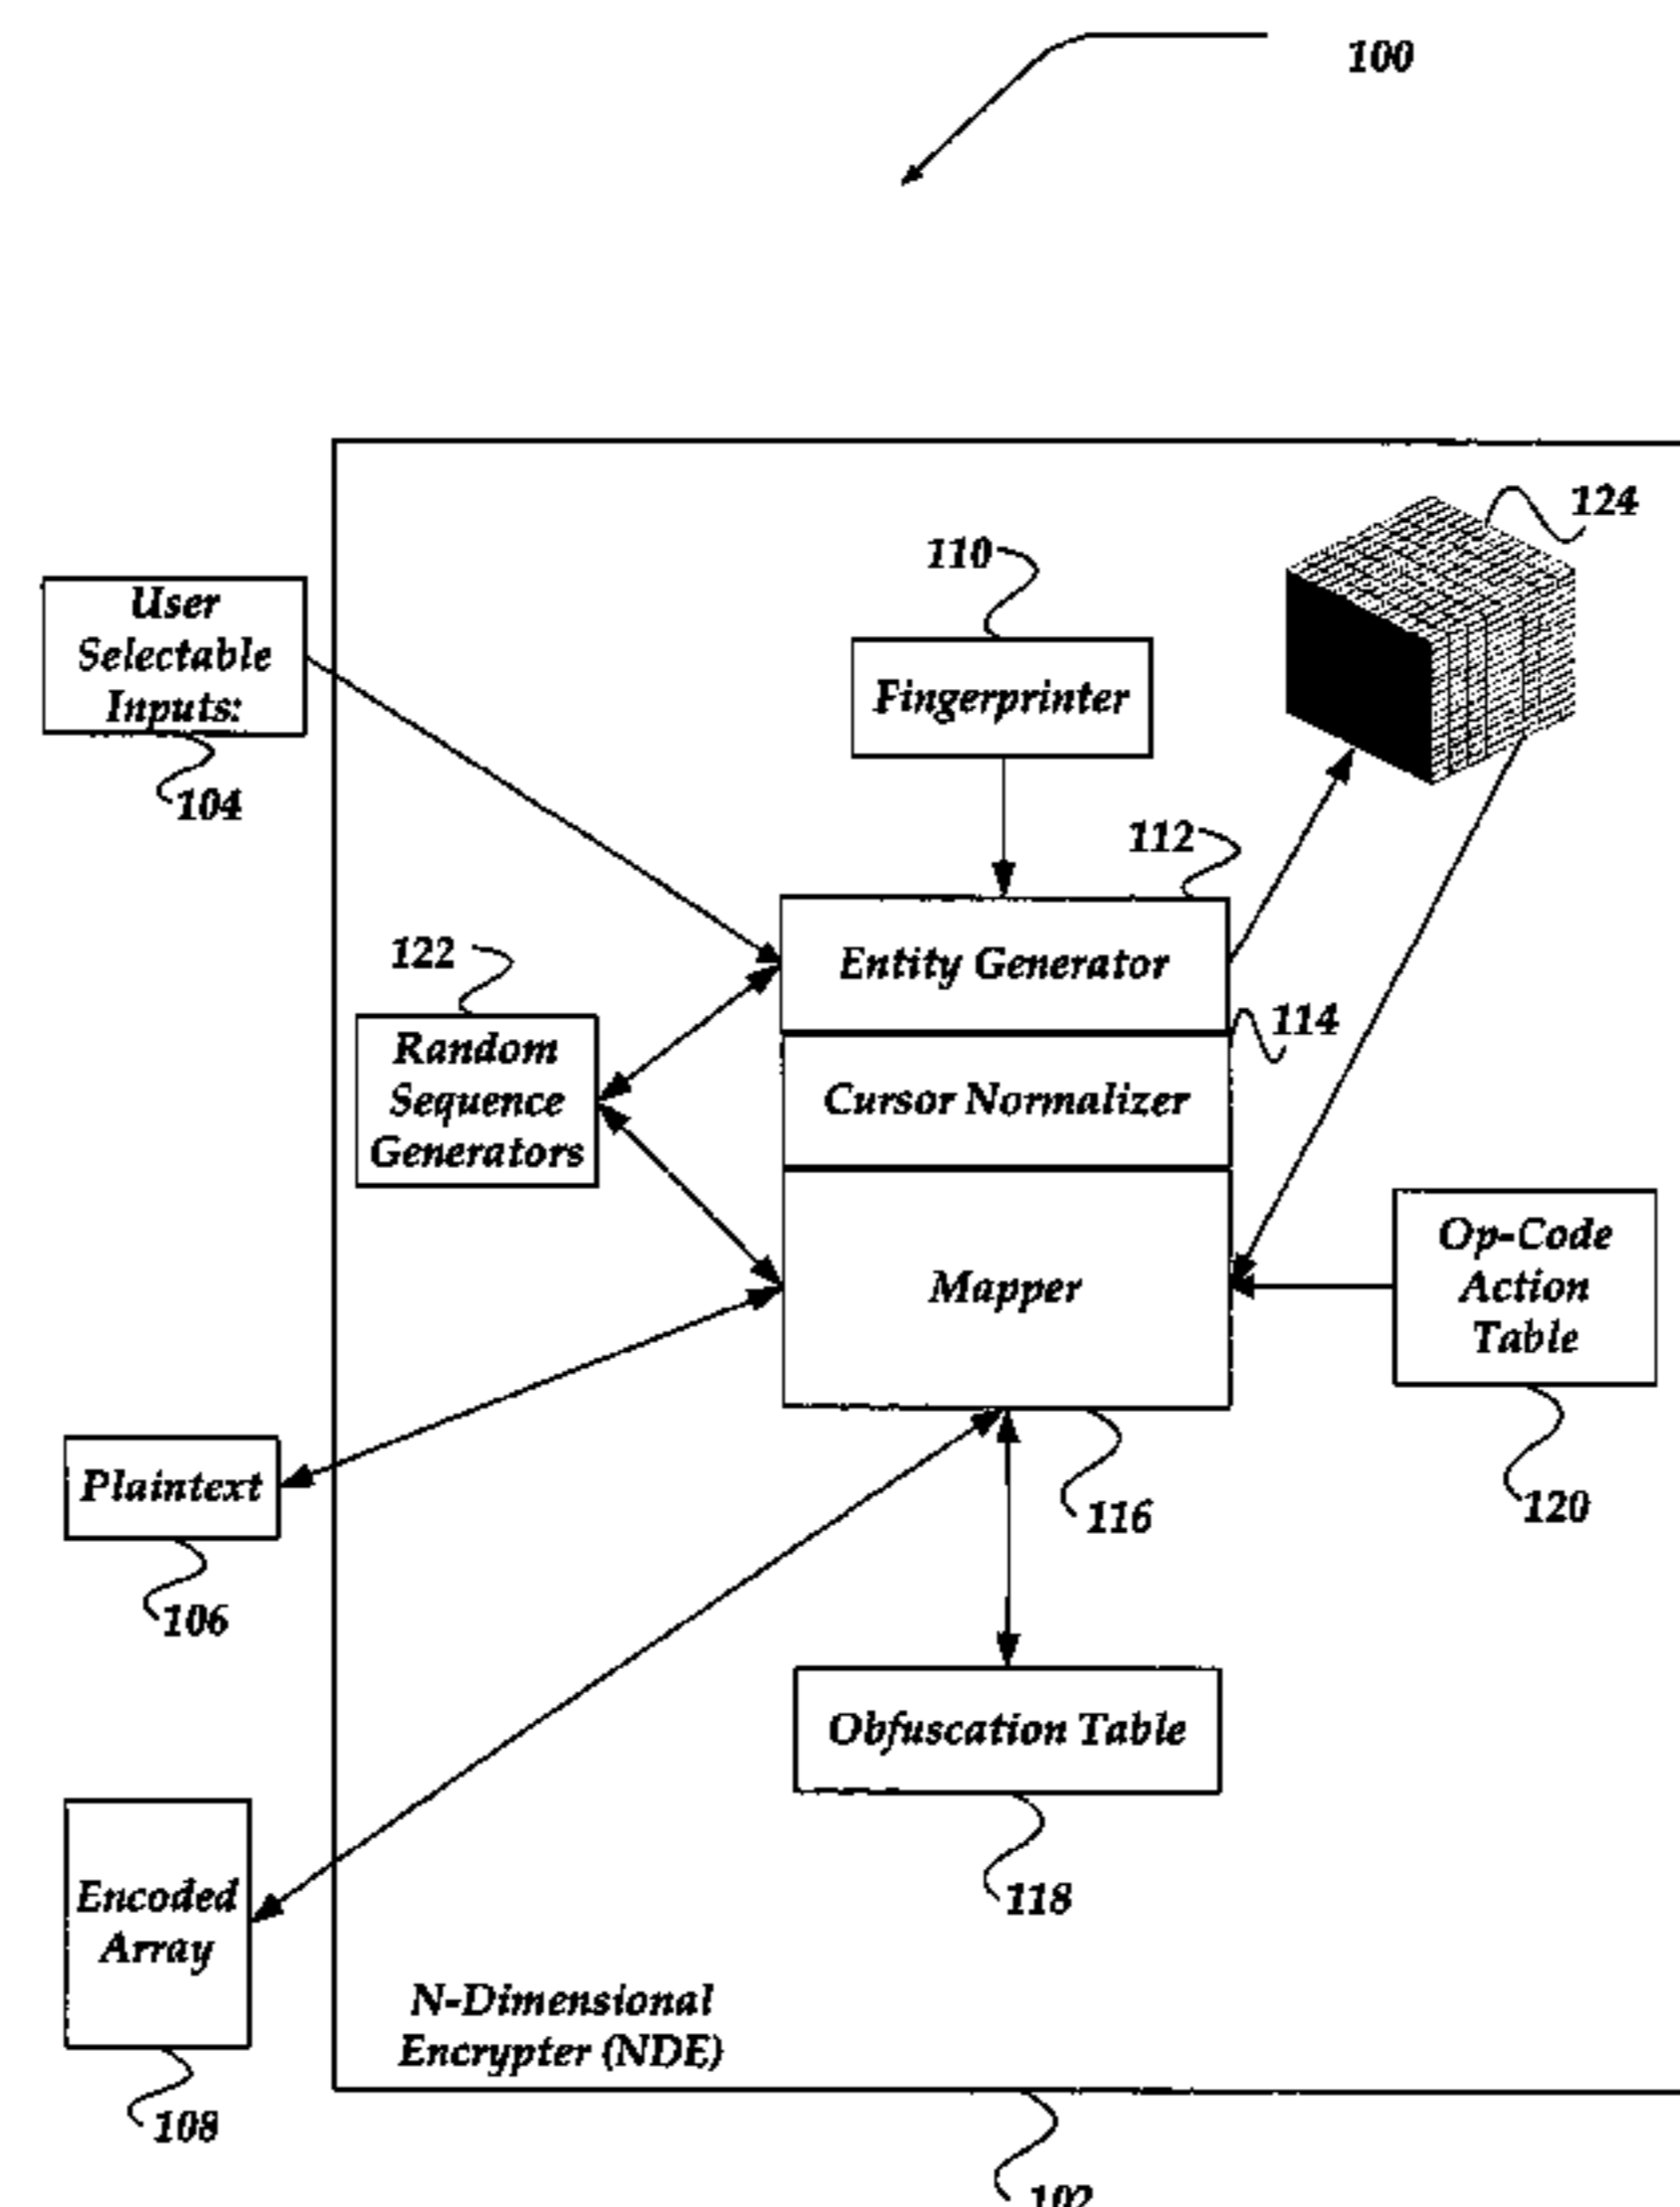 100
124
110
User
Selectable
Inputs:
Fingerprinter
104
112
122
Entity Generator
114
Random
Sequence
Generators
Cursor Normalizer
Mapper
Op-Code
Action
Table
Plaintext
116
120
106
Obfuscation Table
Encoded
Array
118
N-Dimensional
Encrypter (NDE)
108
102